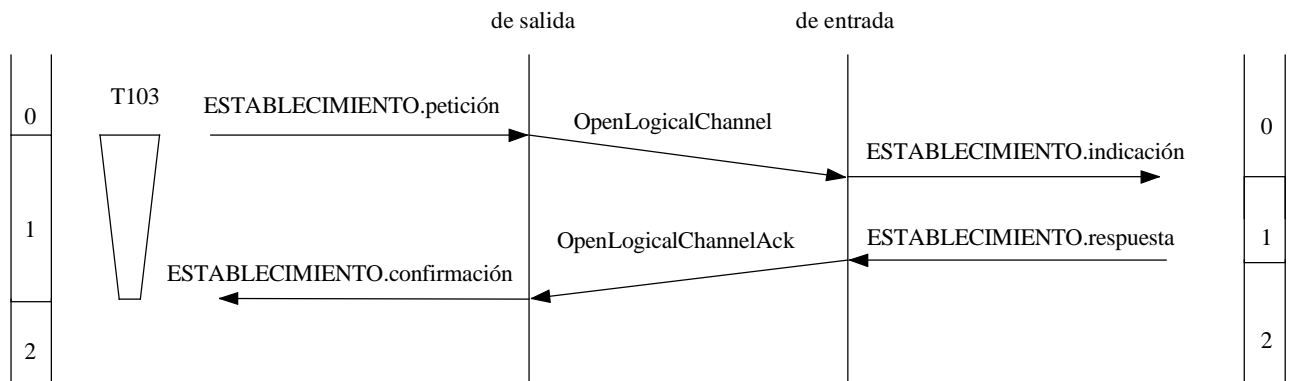 de salida
de entrada
T103
0
ESTABLECIMIENTO.petición
OpenLogicalChannel
0
ESTABLECIMIENTO.indicación
1
OpenLogicalChannelAck
ESTABLECIMIENTO.respuesta
1
ESTABLECIMIENTO.confirmación
2
2